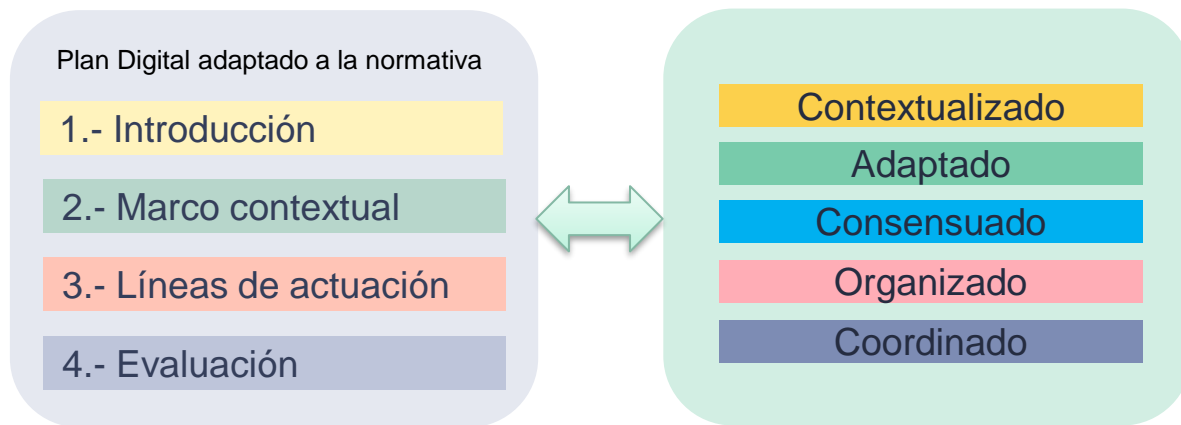 Plan Digital adaptado a la normativa
1.- Introducción
2.- Marco contextual
3.- Líneas de actuación
4.- Evaluación
Contextualizado
Adaptado
Consensuado
Organizado
Coordinado